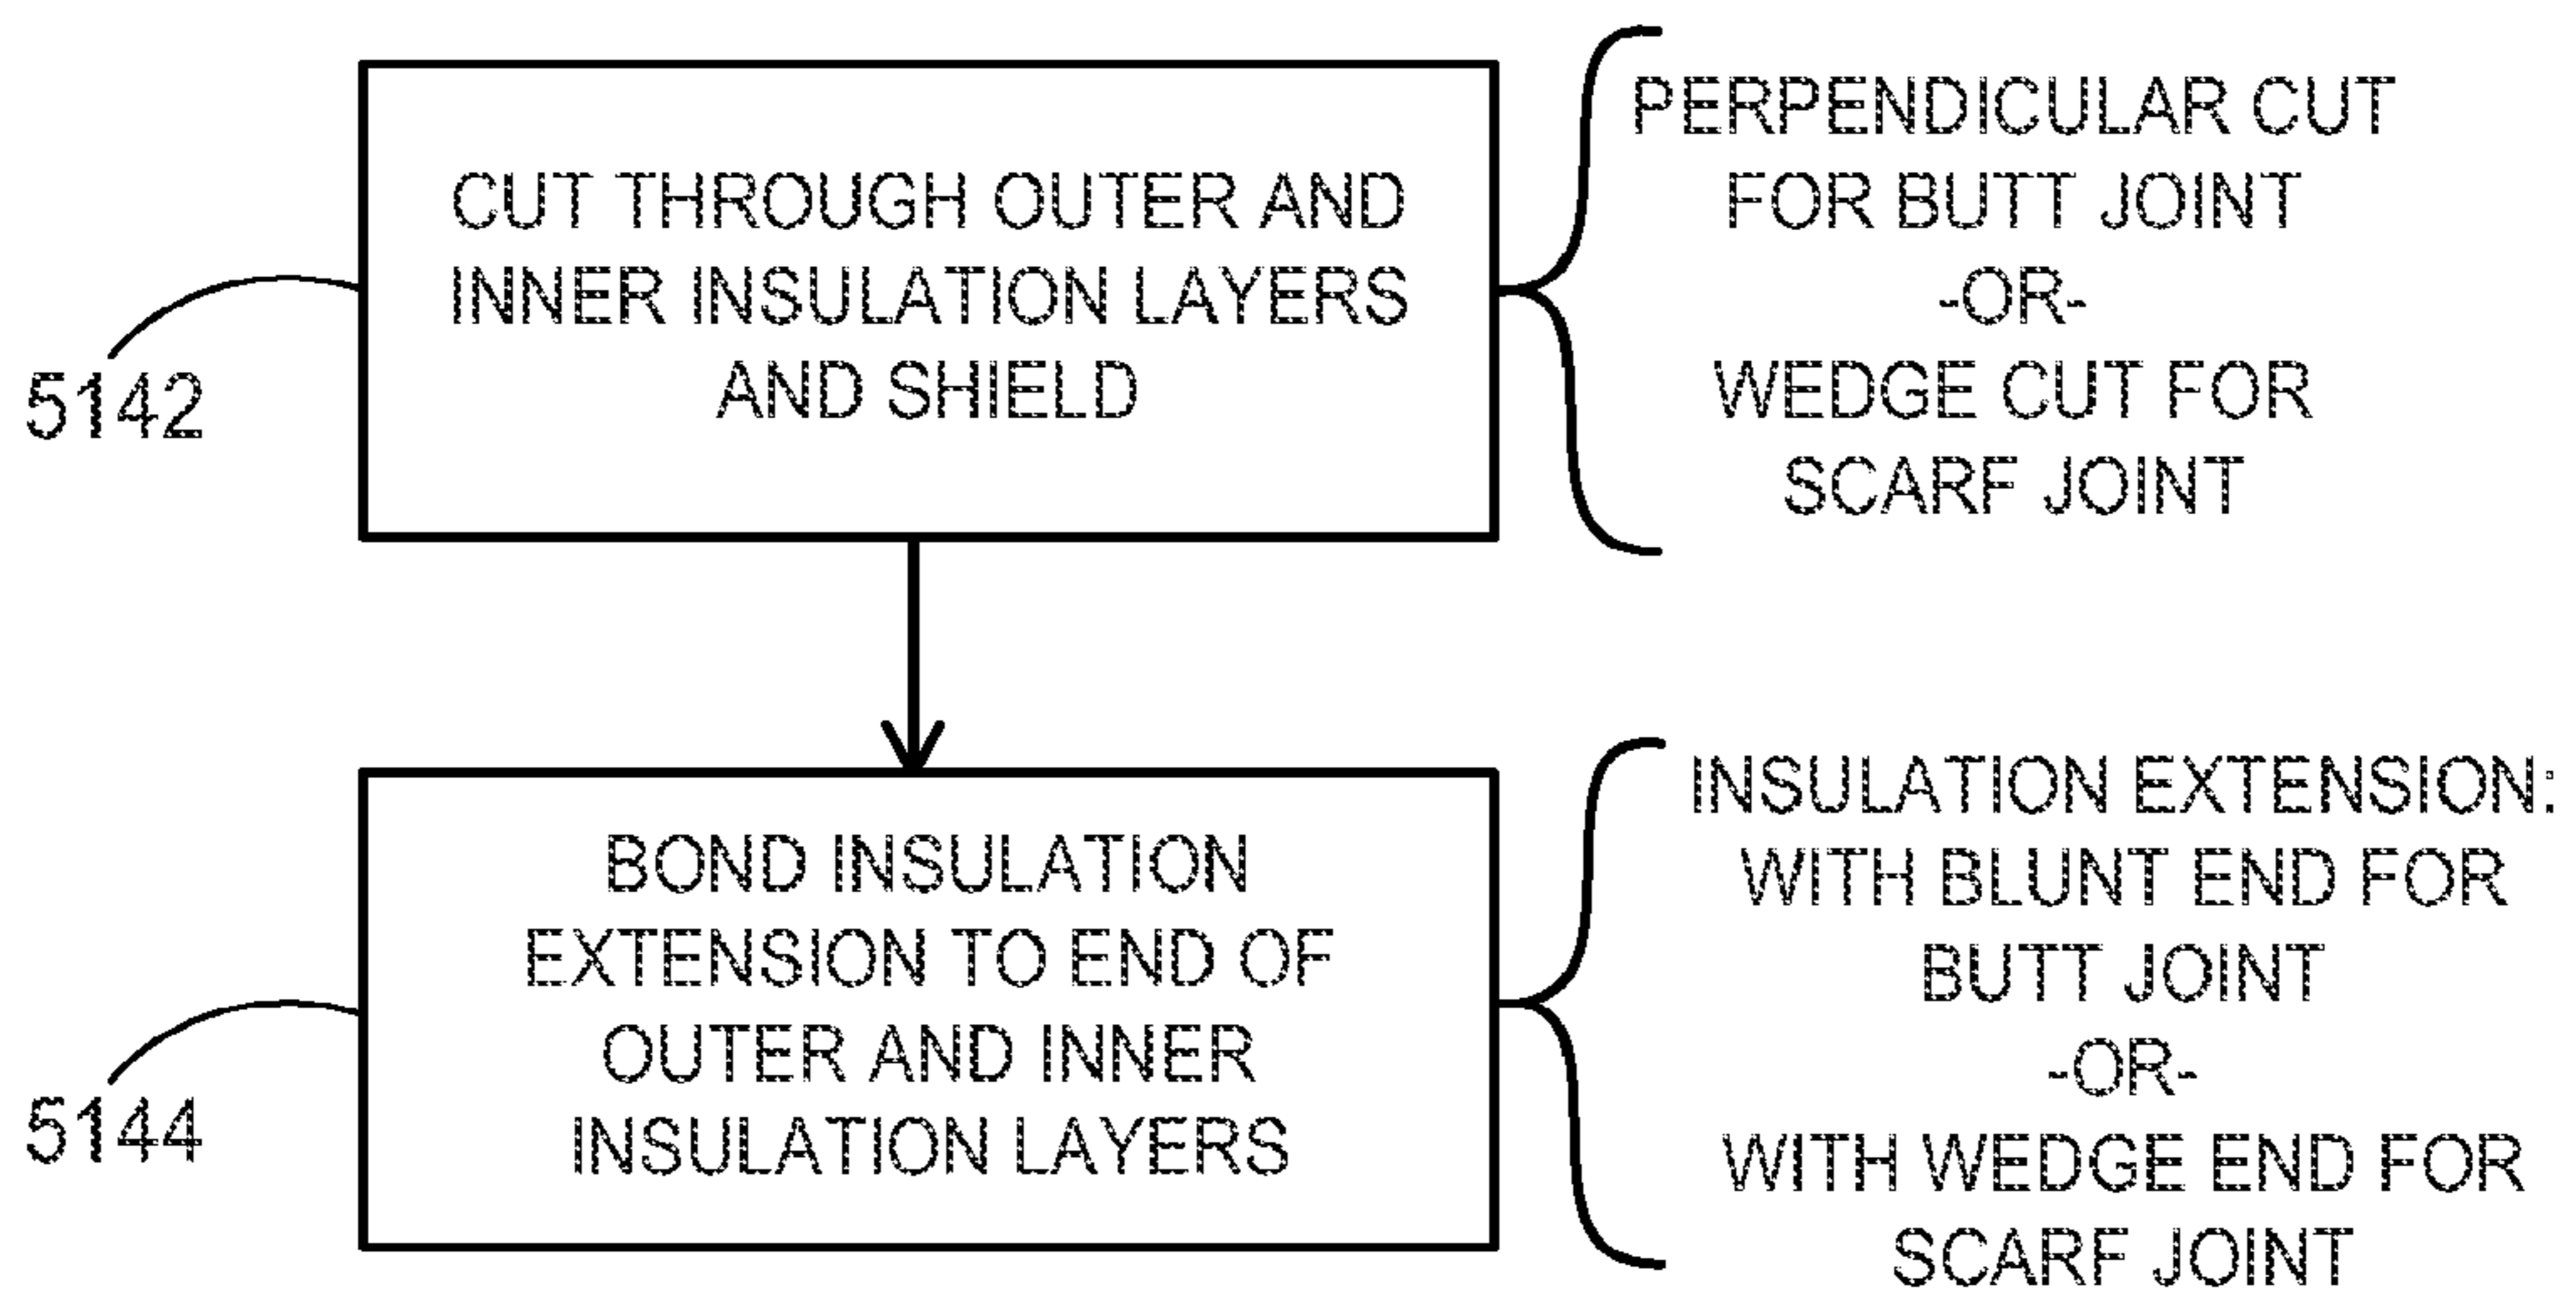 CUT THROUGH OUTER AND
INNER INSULATION LAYERS
AND SHIELD
5142
PERPENDICULAR CUT
FOR BUTT JOINT
-OR-
WEDGE CUT FOR
SCARF JOINT
BOND INSULATION
EXTENSION TO END OF
OUTER AND INNER
INSULATION LAYERS
5144
INSULATION EXTENSION:
WITH BLUNT END FOR
BUTT JOINT
-OR-
WITH WEDGE END FOR
SCARF JOINT